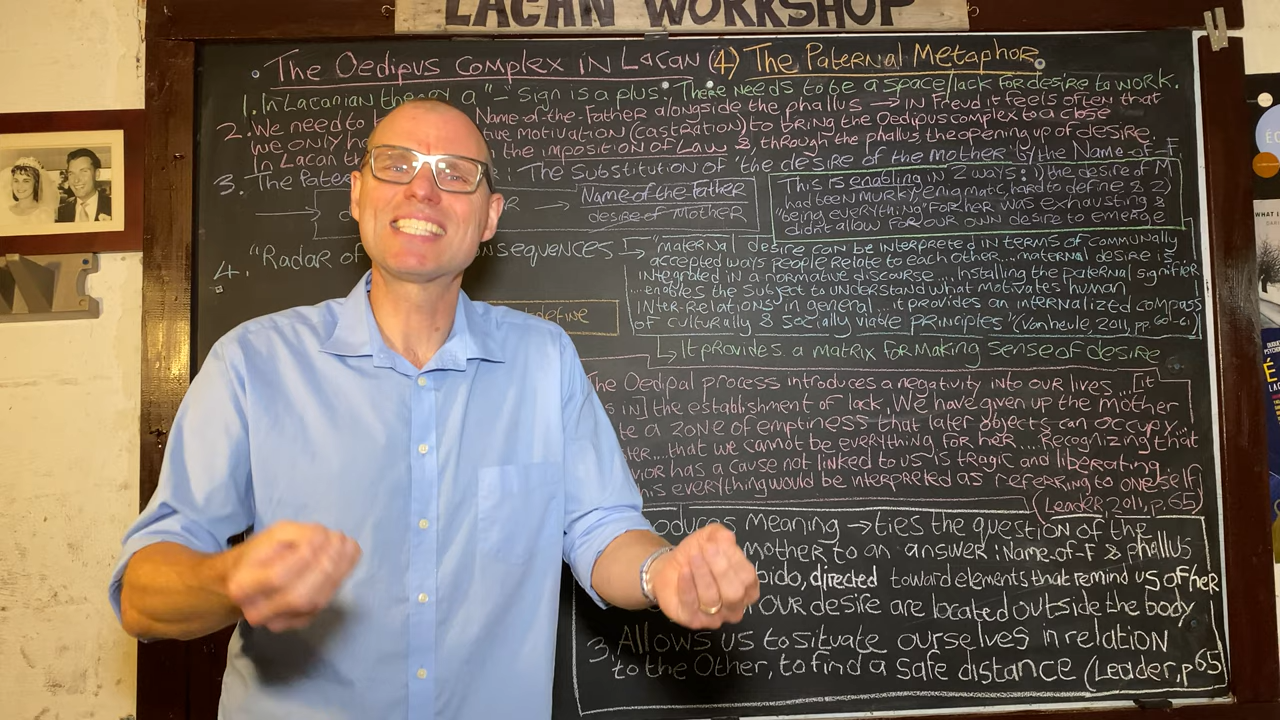 LACAN WORKSHOP
The Oedipus Complex in Lacan (4) The Paternal Metaphor
1. In Lacanian theory a "–" sign is a plus: There needs to be a space/lack for desire to work.
2. We need to Name-of-the-Father alongside the phallus → in Freud it feels often that
we only ha ive motivation (castration) to bring the Oedipus complex to a close
In Lacan th the imposition of Law &, through the phallus, the opening up of desire.
3. The Pater : The Substitution of "the desire of the mother" by the Name-of-F
→ R → Name of the Father
desire of Mother
This is enabling in 2 ways: 1) the desire of M
had been murky, enigmatic, hard to define & 2)
"being everything" for her was exhausting &
didn't allow for our own desire to emerge
4. "Radar of onsequences → "maternal desire can be interpreted in terms of communally
accepted ways people relate to each other...maternal desire is...
integrated in a normative discourse... Installing the paternal signifier
...enables the subject to understand what motivates human
inter-relations in general...it provides an internalized compass
of culturally & socially viable principles" (Vanheule, 2011, pp. 60-61)
define
→ It provides a matrix for making sense of desire
The Oedipal process introduces a negativity into our lives...[it
s in] the establishment of lack. We have given up the mother
te a zone of emptiness that later objects can occupy...
ster....that we cannot be everything for her... Recognizing that
vior has a cause not linked to us is tragic and liberating
his everything would be interpreted as referring to oneself
(Leader, 2011, p. 65)
oduces Meaning → ties the question of the
mother to an answer: Name-of-F & phallus
bido, directed toward elements that remind us of her
our desire are located outside the body
3. Allows us to situate ourselves in relation
to the Other, to find a safe distance (Leader, p 65)
WHAT I